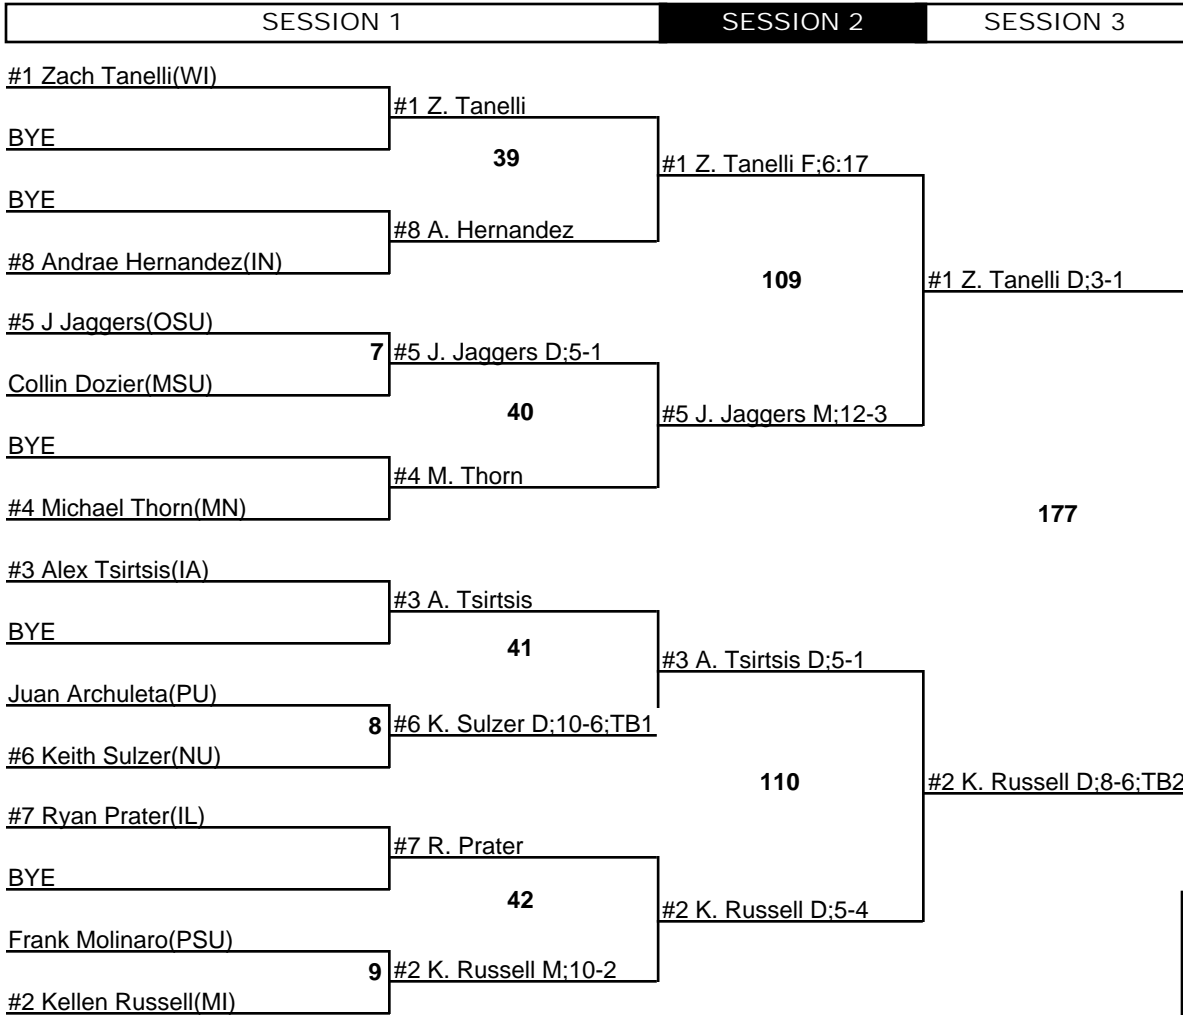 SESSION 1 SESSION 2 SESSION 3
#1 Zach Tanelli(WI)
#1 Z. Tanelli
BYE
39
#1 Z. Tanelli F;6:17
BYE
#8 A. Hernandez
#8 Andrae Hernandez(IN)
109
#1 Z. Tanelli D;3-1
#5 J Jaggers(OSU)
7 #5 J. Jaggers D;5-1
Collin Dozier(MSU)
40
#5 J. Jaggers M;12-3
BYE
#4 M. Thorn
#4 Michael Thorn(MN)
177
#3 Alex Tsirtsis(IA)
#3 A. Tsirtsis
BYE
41
#3 A. Tsirtsis D;5-1
Juan Archuleta(PU)
8 #6 K. Sulzer D;10-6;TB1
#6 Keith Sulzer(NU)
110
#2 K. Russell D;8-6;TB2
#7 Ryan Prater(IL)
#7 R. Prater
BYE
42
#2 K. Russell D;5-4
Frank Molinaro(PSU)
9 #2 K. Russell M;10-2
#2 Kellen Russell(MI)